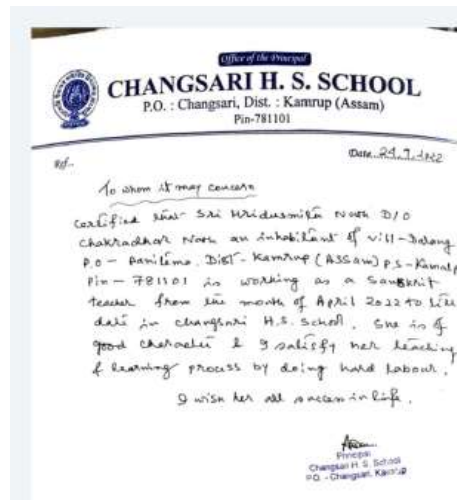 Office of the Principal
CHANGSARI H. S. SCHOOL
P.O. : Changsari, Dist. : Kamrup (Assam)
Pin-781101
Ref..
Date..24.7.2022
To whom it may concern
Certified that Sri Hridusmita Nath D/O
Chakradhar Nath an inhabitant of vill-Dalang
P.O - Panitema. Dist - Kamrup (Assam) P.S-Kamalp
Pin - 781101 is working as a Sanskrit
teacher from the month of April 2022 to till
date in changsari H.S. School. She is of
good character & I satisfy her teaching
& learning process by doing hard labour.
I wish her all success in life.
Principal
Changsari H. S. School
P.O. - Changsari, Kamrup